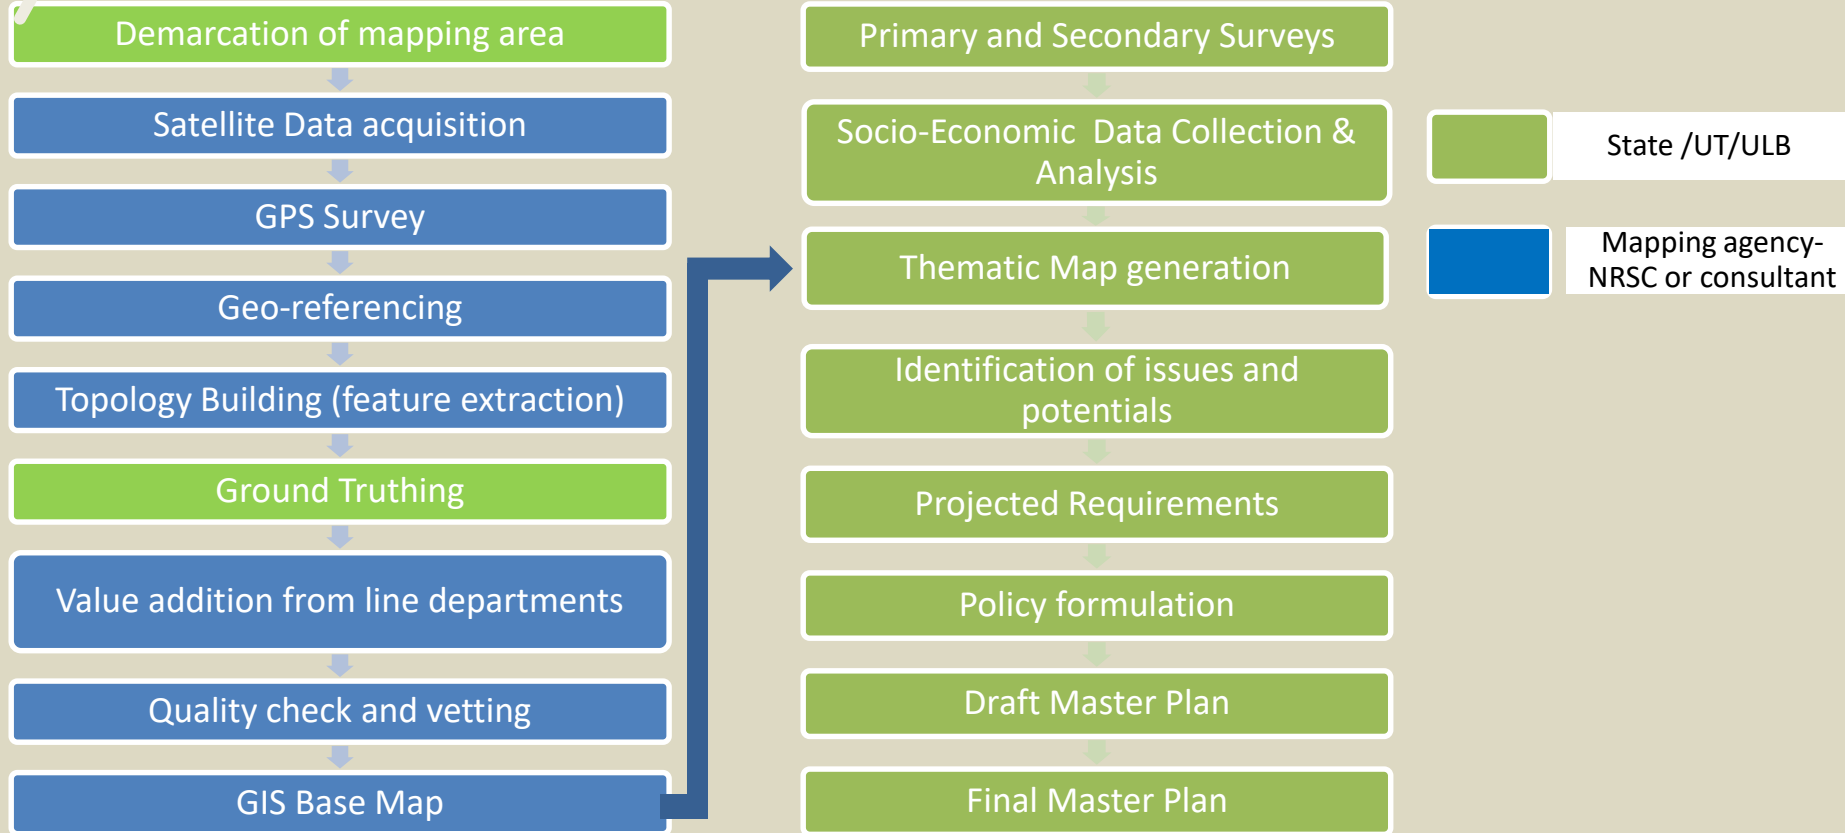 Demarcation of mapping area
Satellite Data acquisition
GPS Survey
Geo-referencing
Topology Building (feature extraction)
Ground Truthing
Value addition from line departments
Quality check and vetting
GIS Base Map
Primary and Secondary Surveys
Socio-Economic Data Collection &
Analysis
Thematic Map generation
Identification of issues and
potentials
Projected Requirements
Policy formulation
Draft Master Plan
Final Master Plan
State /UT/ULB
Mapping agency-
NRSC or consultant